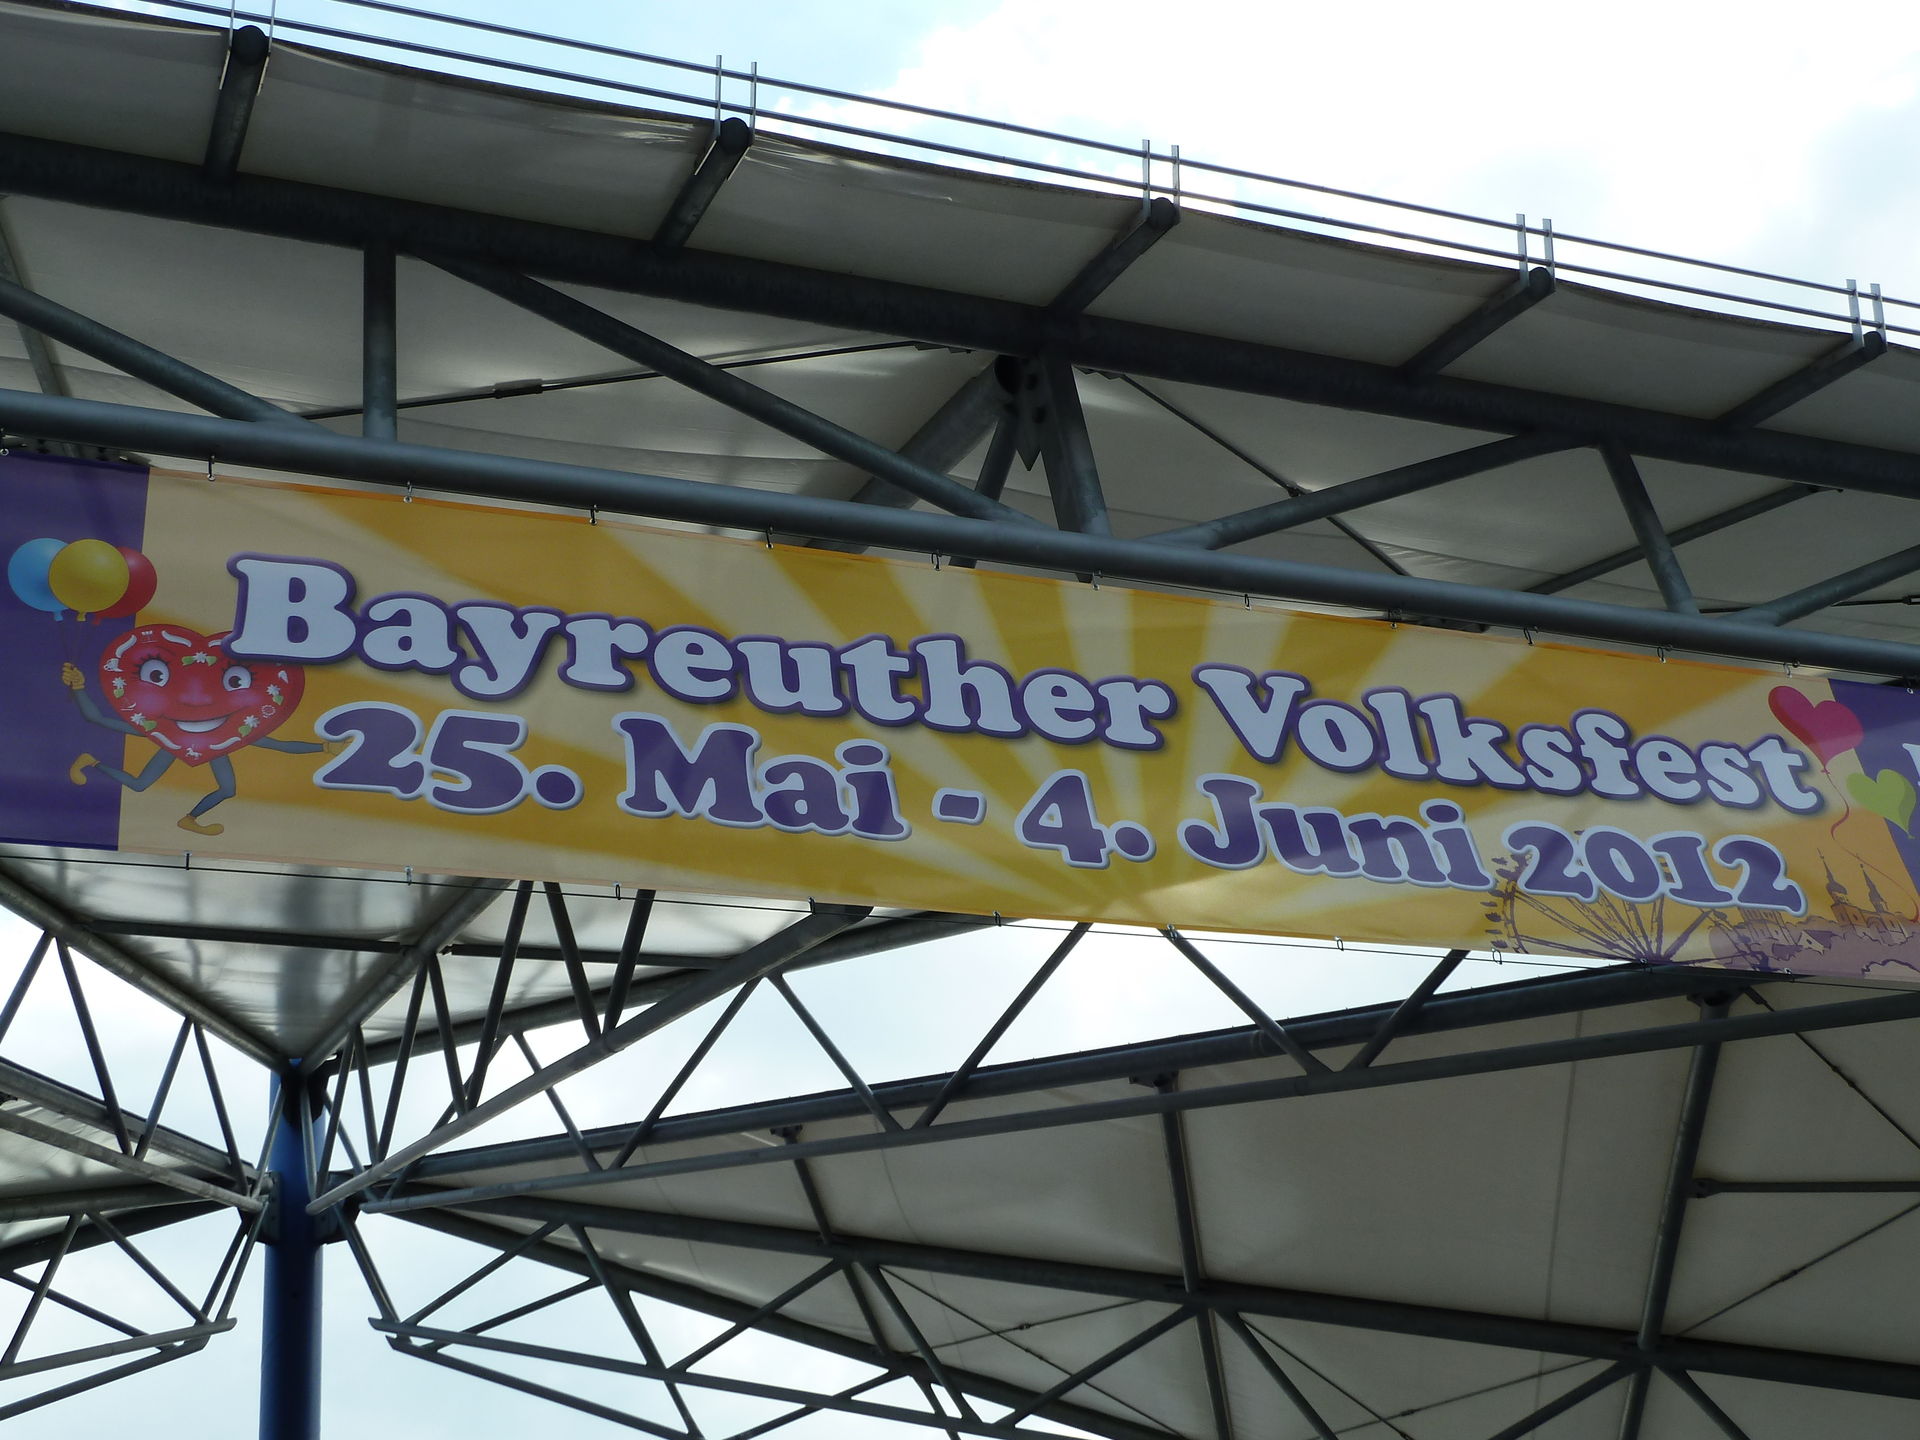 Bayreuther Volksfest
25. Mai - 4. Juni 2012